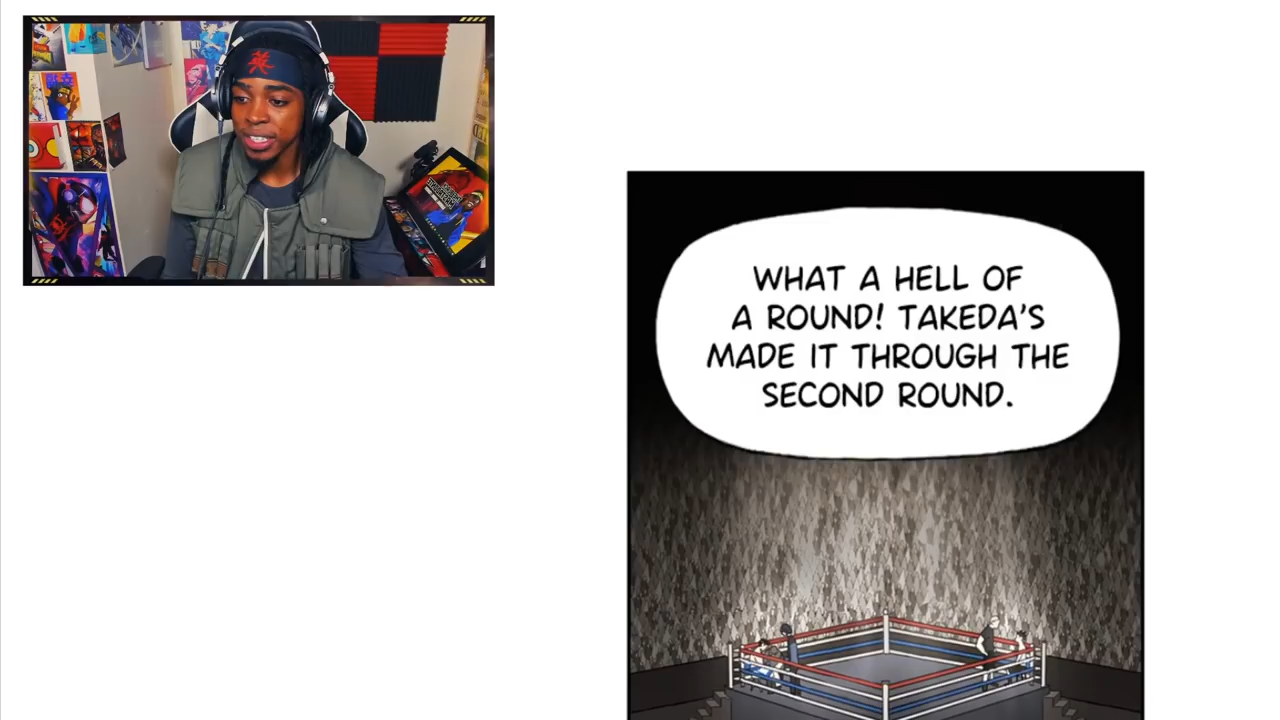 WHAT A HELL OF
A ROUND! TAKEDA'S
MADE IT THROUGH THE
SECOND ROUND.